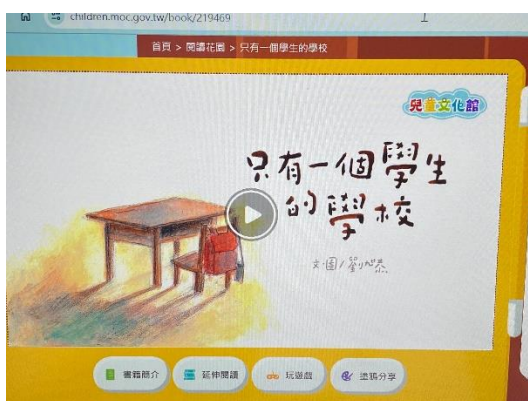 children.moc.gov.tw/book/219469
首頁 > 閱讀花園 > 只有一個學生的學校
兒童文化館
只有一個學生
的學校
文·圖/劉旭恭
書籍簡介
延伸閱讀
玩遊戲
塗鴉分享